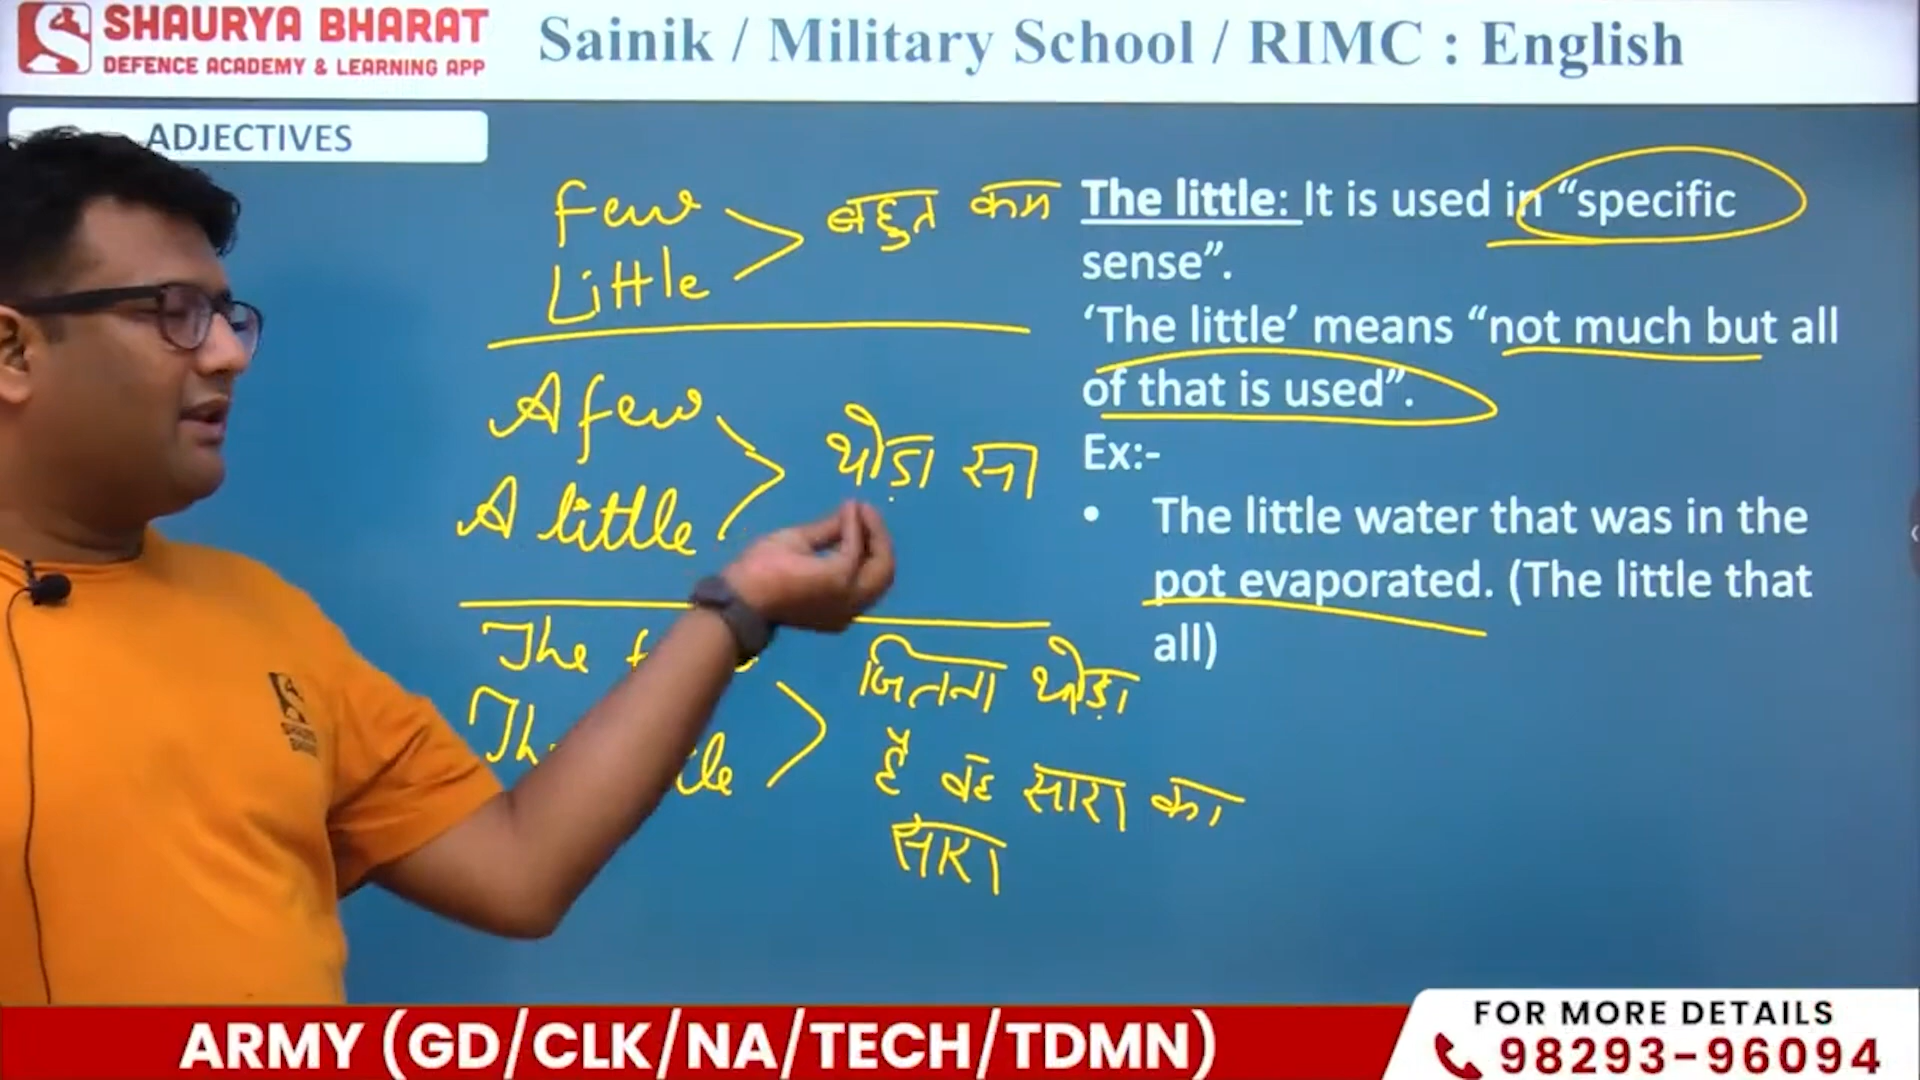 SHAURYA BHARAT
DEFENCE ACADEMY & LEARNING APP
Sainik / Military School / RIMC : English
ADJECTIVES
few
Little
बहुत कम
A few
A little
थोड़ा सा
The
जितना थोड़ा
है वह सारा का
सारा
The little: It is used in “specific
sense”.
‘The little’ means “not much but all
of that is used”.
Ex:-
• The little water that was in the
pot evaporated. (The little that
all)
ARMY (GD/CLK/NA/TECH/TDMN)
FOR MORE DETAILS
98293-96094